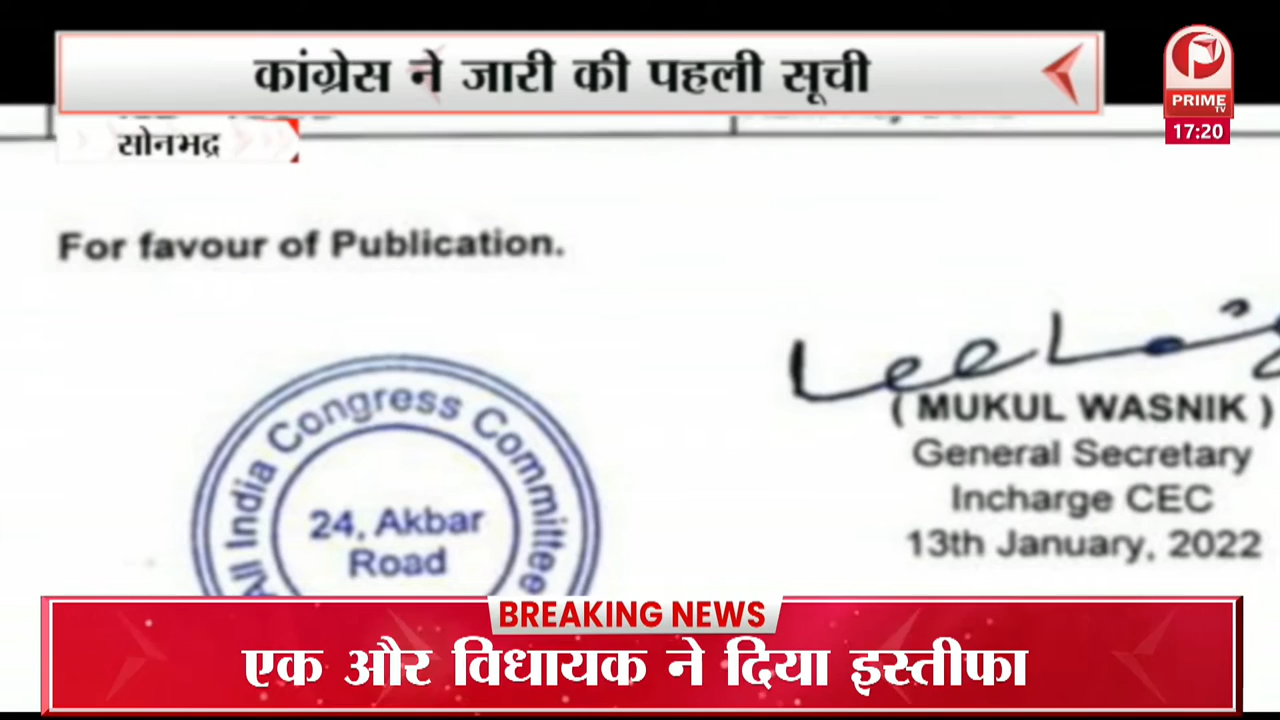 कांग्रेस ने जारी की पहली सूची
PRIME
TV
17:20
सोनभद्र
For favour of Publication.
( MUKUL WASNIK )
General Secretary
Incharge CEC
13th January, 2022
All India Congress Committee
24, Akbar
Road
BREAKING NEWS
एक और विधायक ने दिया इस्तीफा